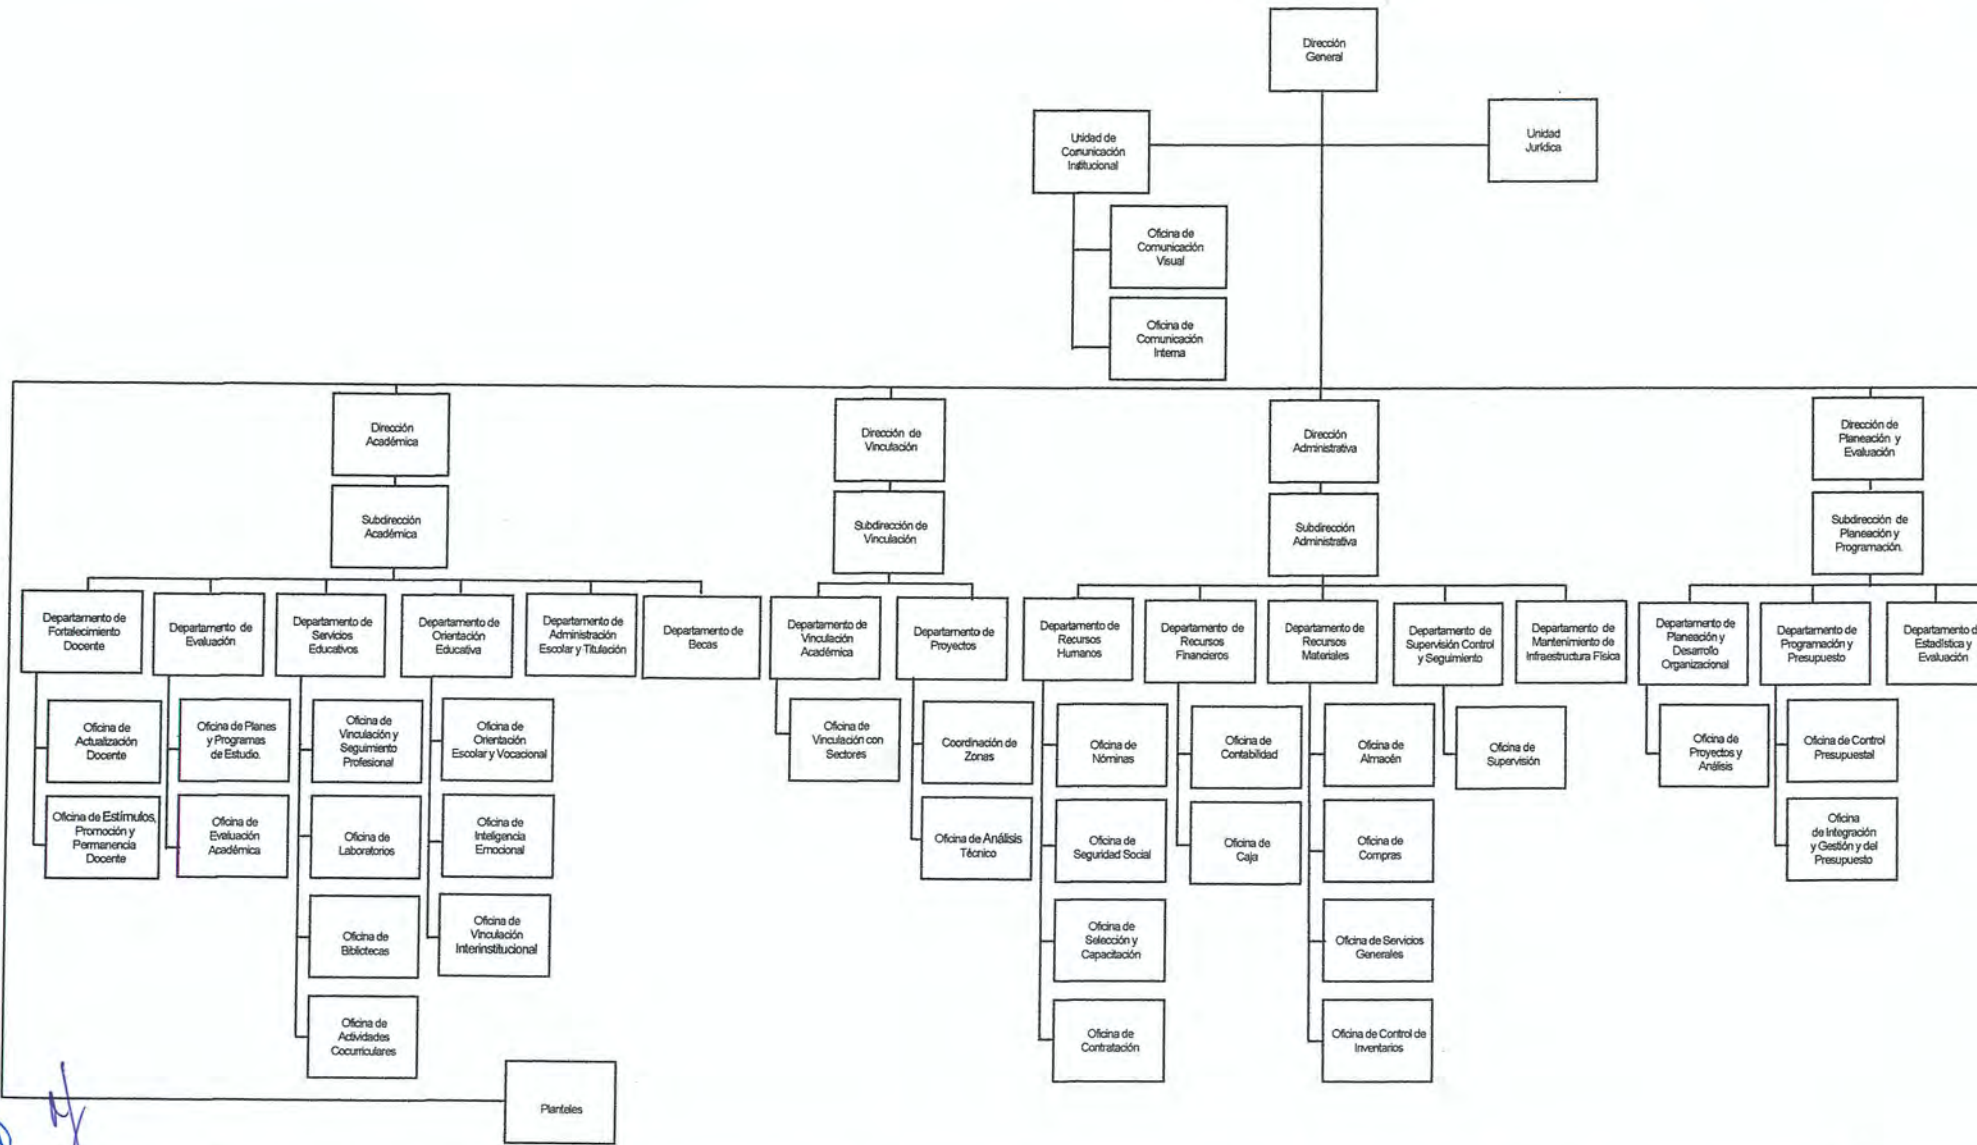 Dirección
General
Unidad de
Comunicación
Institucional
Unidad
Jurídica
Oficina de
Comunicación
Visual
Oficina de
Comunicación
Interna
Dirección
Académica
Dirección de
Vinculación
Dirección
Administrativa
Dirección de
Planeación y
Evaluación
Subdirección
Académica
Subdirección de
Vinculación
Subdirección
Administrativa
Subdirección de
Planeación y
Programación.
Departamento de
Fortalecimiento
Docente
Departamento de
Evaluación
Departamento de
Servicios
Educativos
Departamento de
Orientación
Educativa
Departamento de
Administración
Escolar y Titulación
Departamento de
Becas
Departamento de
Vinculación
Académica
Departamento de
Proyectos
Departamento de
Recursos
Humanos
Departamento de
Recursos
Financieros
Departamento de
Recursos
Materiales
Departamento de
Supervisión Control
y Seguimiento
Departamento de
Mantenimiento de
Infraestructura Física
Departamento de
Planeación y
Desarrollo
Organizacional
Departamento de
Programación y
Presupuesto
Departamento d
Estadística y
Evaluación
Oficina de
Actualización
Docente
Oficina de Planes
y Programas
de Estudio.
Oficina de
Vinculación y
Seguimiento
Profesional
Oficina de
Orientación
Escolar y Vocacional
Oficina de
Vinculación con
Sectores
Coordinación de
Zonas
Oficina de
Nóminas
Oficina de
Contabilidad
Oficina de
Almacén
Oficina de
Supervisión
Oficina de
Proyectos y
Análisis
Oficina de Control
Presupuestal
Oficina de Estímulos,
Promoción y
Permanencia
Docente
Oficina de
Evaluación
Académica
Oficina de
Laboratorios
Oficina de
Inteligencia
Emocional
Oficina de Análisis
Técnico
Oficina de
Seguridad Social
Oficina de
Caja
Oficina de
Compras
Oficina
de Integración
y Gestión y del
Presupuesto
Oficina de
Bibliotecas
Oficina de
Vinculación
Interinstitucional
Oficina de
Selección y
Capacitación
Oficina de Servicios
Generales
Oficina de
Actividades
Cocurriculares
Oficina de
Contratación
Oficina de Control de
Inventarios
Planteles